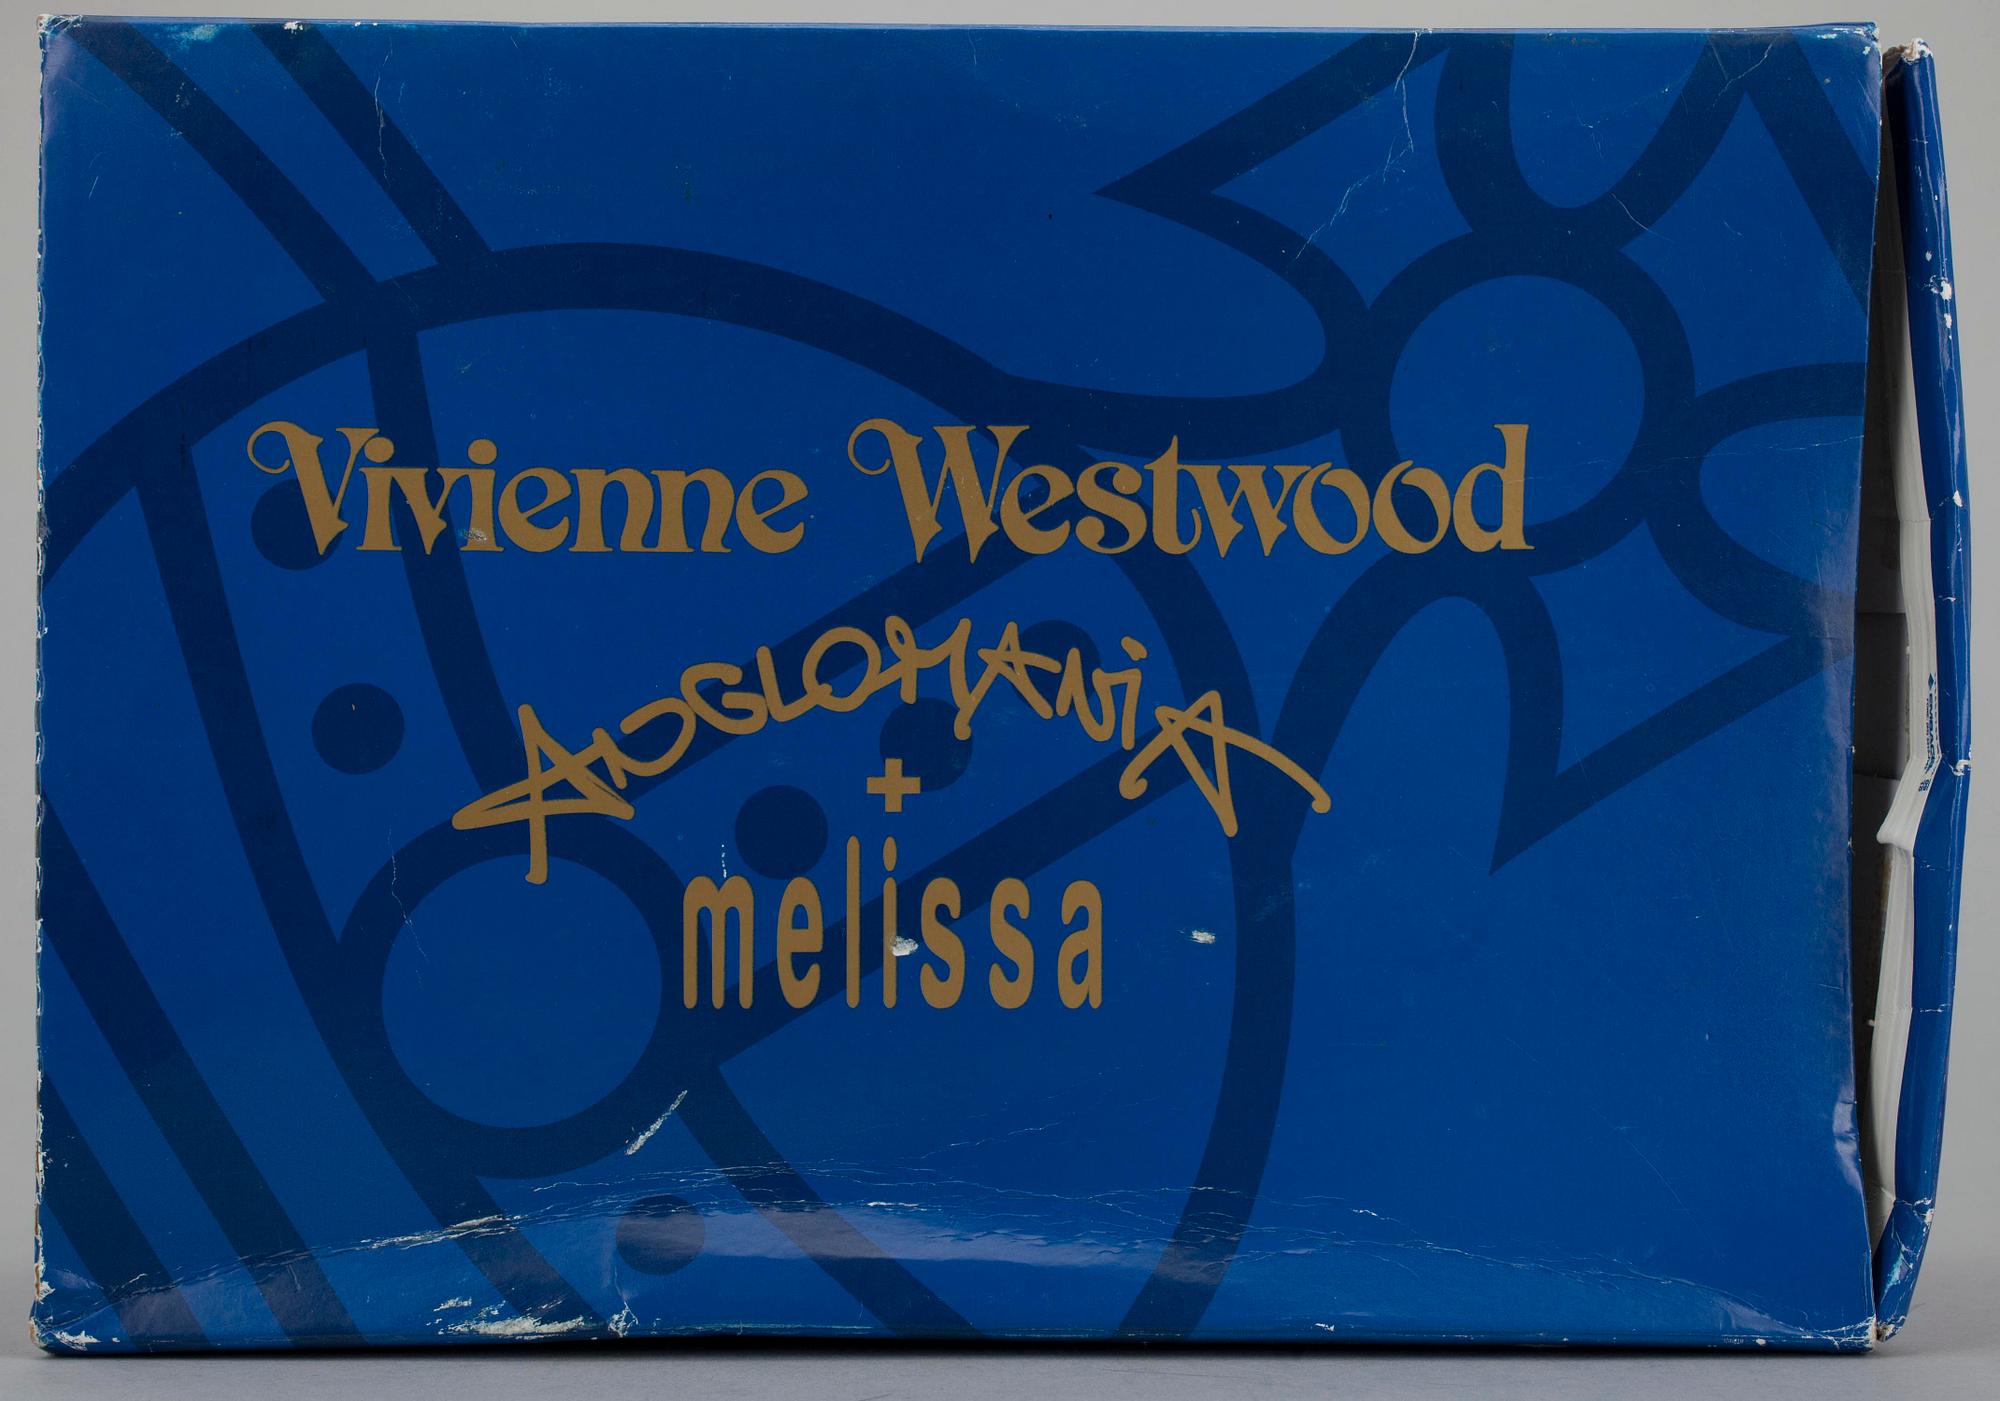 Vivienne Westwood
ANGLOMANiA
+
melissa